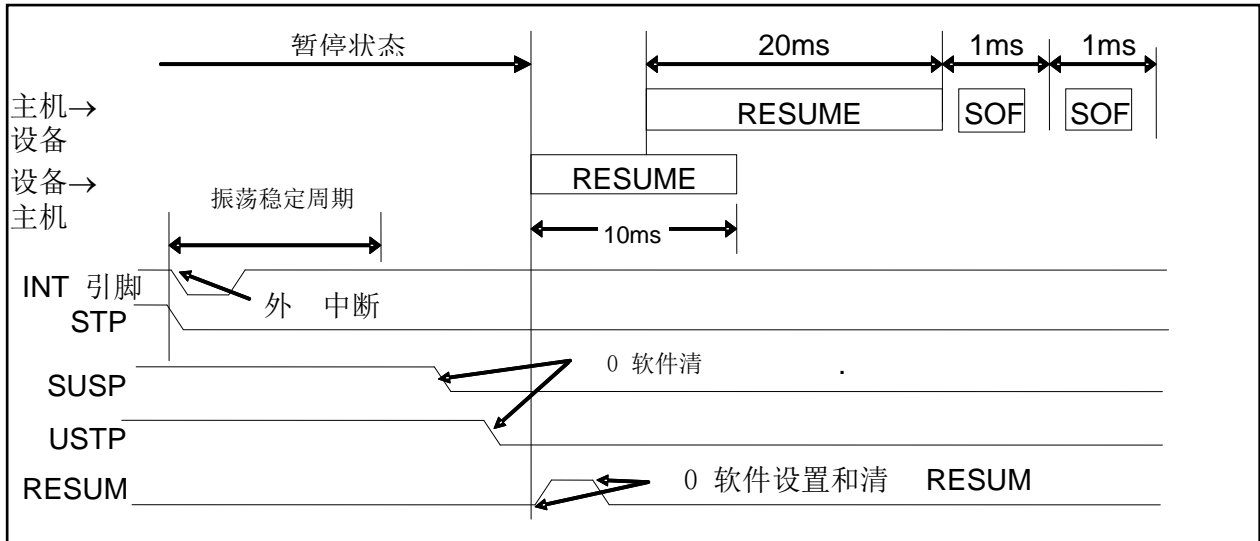 暂停状态
20ms
1ms
1ms
主机→
设备
RESUME
SOF
SOF
设备→
主机
RESUME
振荡稳定周期
10ms
INT 引脚
外 中断
STP
0 软件清 .
SUSP
USTP
RESUM
0 软件设置和清 RESUM